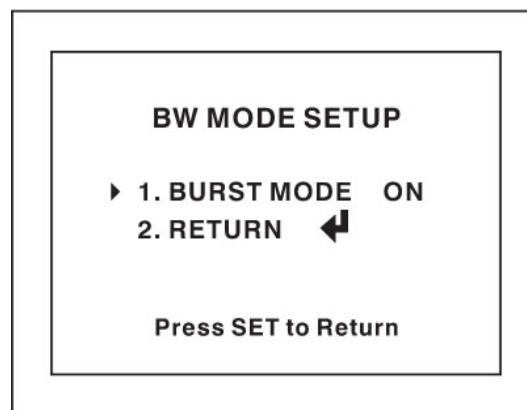 BW MODE SETUP
1. BURST MODE ON
2. RETURN
Press SET to Return